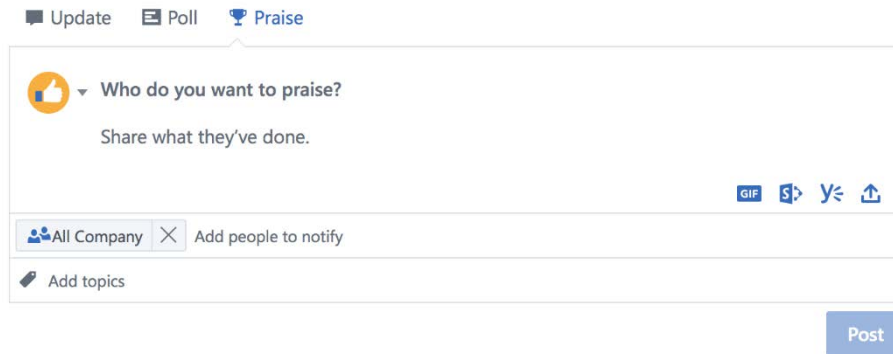 Update Poll Praise
Who do you want to praise?
Share what they've done.
GIF S y
All Company Add people to notify
Add topics
Post